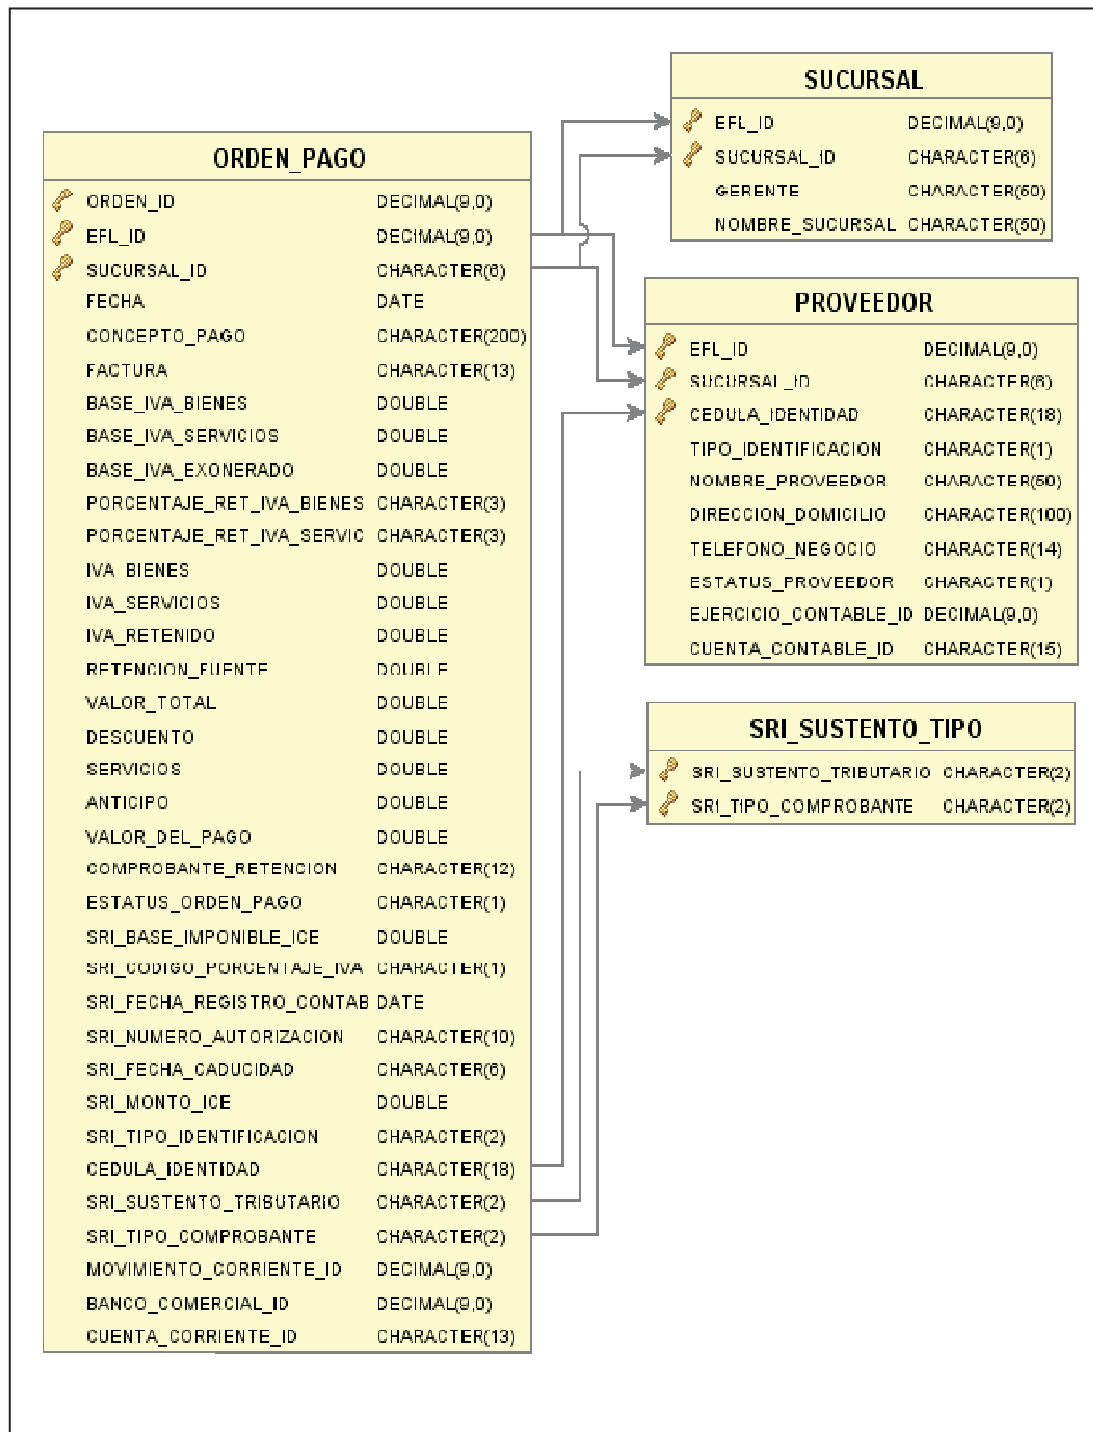 ORDEN_PAGO
ORDEN_ID DECIMAL(9,0)
EFL_ID DECIMAL(9,0)
SUCURSAL_ID CHARACTER(6)
FECHA DATE
CONCEPTO_PAGO CHARACTER(200)
FACTURA CHARACTER(13)
BASE_IVA_BIENES DOUBLE
BASE_IVA_SERVICIOS DOUBLE
BASE_IVA_EXONERADO DOUBLE
PORCENTAJE_RET_IVA_BIENES CHARACTER(3)
PORCENTAJE_RET_IVA_SERVIC CHARACTER(3)
IVA_BIENES DOUBLE
IVA_SERVICIOS DOUBLE
IVA_RETENIDO DOUBLE
RETENCION_FUENTE DOUBLE
VALOR_TOTAL DOUBLE
DESCUENTO DOUBLE
SERVICIOS DOUBLE
ANTICIPO DOUBLE
VALOR_DEL_PAGO DOUBLE
COMPROBANTE_RETENCION CHARACTER(12)
ESTATUS_ORDEN_PAGO CHARACTER(1)
SRI_BASE_IMPONIBLE_ICE DOUBLE
SRI_CODIGO_PORCENTAJE_IVA CHARACTER(1)
SRI_FECHA_REGISTRO_CONTAB DATE
SRI_NUMERO_AUTORIZACION CHARACTER(10)
SRI_FECHA_CADUCIDAD CHARACTER(6)
SRI_MONTO_ICE DOUBLE
SRI_TIPO_IDENTIFICACION CHARACTER(2)
CEDULA_IDENTIDAD CHARACTER(18)
SRI_SUSTENTO_TRIBUTARIO CHARACTER(2)
SRI_TIPO_COMPROBANTE CHARACTER(2)
MOVIMIENTO_CORRIENTE_ID DECIMAL(9,0)
BANCO_COMERCIAL_ID DECIMAL(9,0)
CUENTA_CORRIENTE_ID CHARACTER(13)
SUCURSAL
EFL_ID DECIMAL(9,0)
SUCURSAL_ID CHARACTER(6)
GERENTE CHARACTER(50)
NOMBRE_SUCURSAL CHARACTER(50)
PROVEEDOR
EFL_ID DECIMAL(9,0)
SUCURSAL_ID CHARACTER(6)
CEDULA_IDENTIDAD CHARACTER(18)
TIPO_IDENTIFICACION CHARACTER(1)
NOMBRE_PROVEEDOR CHARACTER(50)
DIRECCION_DOMICILIO CHARACTER(100)
TELEFONO_NEGOCIO CHARACTER(14)
ESTATUS_PROVEEDOR CHARACTER(1)
EJERCICIO_CONTABLE_ID DECIMAL(9,0)
CUENTA_CONTABLE_ID CHARACTER(15)
SRI_SUSTENTO_TIPO
SRI_SUSTENTO_TRIBUTARIO CHARACTER(2)
SRI_TIPO_COMPROBANTE CHARACTER(2)